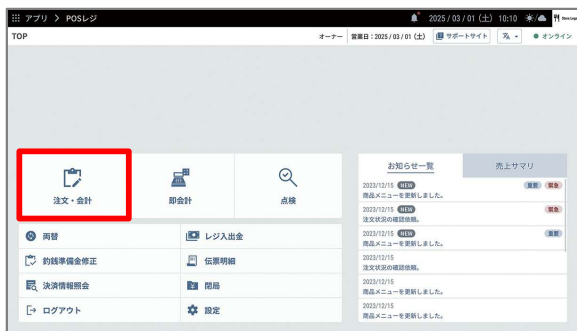 アプリ > POSレジ
2025/03/01 (土) 10:10
TOP
オーナー 営業日:2025/03/01 (土) サポートサイト オンライン
注文・会計
即会計
点検
両替
レジ入出金
釣銭準備金修正
伝票明細
決済情報照会
閉局
ログアウト
設定
お知らせ一覧
売上サマリ
2023/12/15 NEW 重要 緊急
商品メニューを更新しました。
2023/12/15 NEW 緊急
注文状況の確認依頼。
2023/12/15 NEW 重要
商品メニューを更新しました。
2023/12/15
注文状況の確認依頼。
2023/12/15
商品メニューを更新しました。
2023/12/15
商品メニューを更新しました。